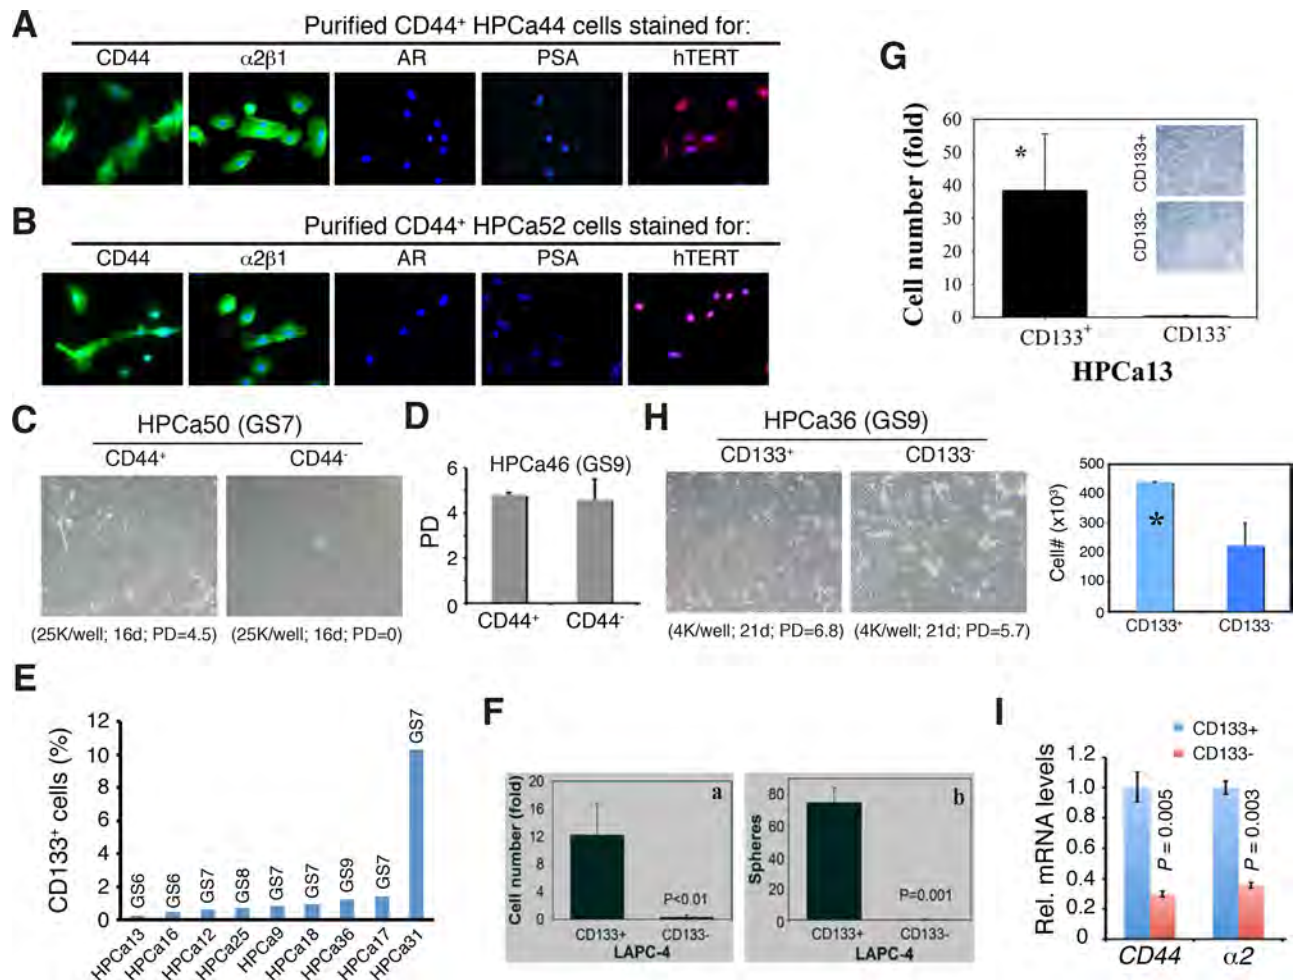 A
Purified CD44⁺ HPCa44 cells stained for:
CD44 α2β1 AR PSA hTERT
B
Purified CD44⁺ HPCa52 cells stained for:
CD44 α2β1 AR PSA hTERT
C
HPCa50 (GS7)
CD44⁺ CD44⁻
(25K/well; 16d; PD=4.5) (25K/well; 16d; PD=0)
D
HPCa46 (GS9)
PD
6
4
2
0
CD44⁺ CD44⁻
E
CD133⁺ cells (%)
12
10
8
6
4
2
0
GS6 GS6 GS7 GS8 GS7 GS7 GS9 GS7 GS7
HPCa13 HPCa16 HPCa12 HPCa25 HPCa9 HPCa18 HPCa36 HPCa17 HPCa31
F
a
Cell number (fold)
20
16
12
8
4
0
P<0.01
CD133+ CD133-
LAPC-4
b
Spheres
80
60
40
20
0
P=0.001
CD133+ CD133-
LAPC-4
G
Cell number (fold)
60
50
40
30
20
10
0
*
CD133+
CD133-
CD133⁺ CD133⁻
HPCa13
H
HPCa36 (GS9)
CD133⁺ CD133⁻
(4K/well; 21d; PD=6.8) (4K/well; 21d; PD=5.7)
Cell# (x10³)
500
400
300
200
100
0
*
CD133⁺ CD133⁻
I
CD133+
CD133-
Rel. mRNA levels
1.2
1.0
0.8
0.6
0.4
0.2
0
P = 0.005
P = 0.003
CD44 α2